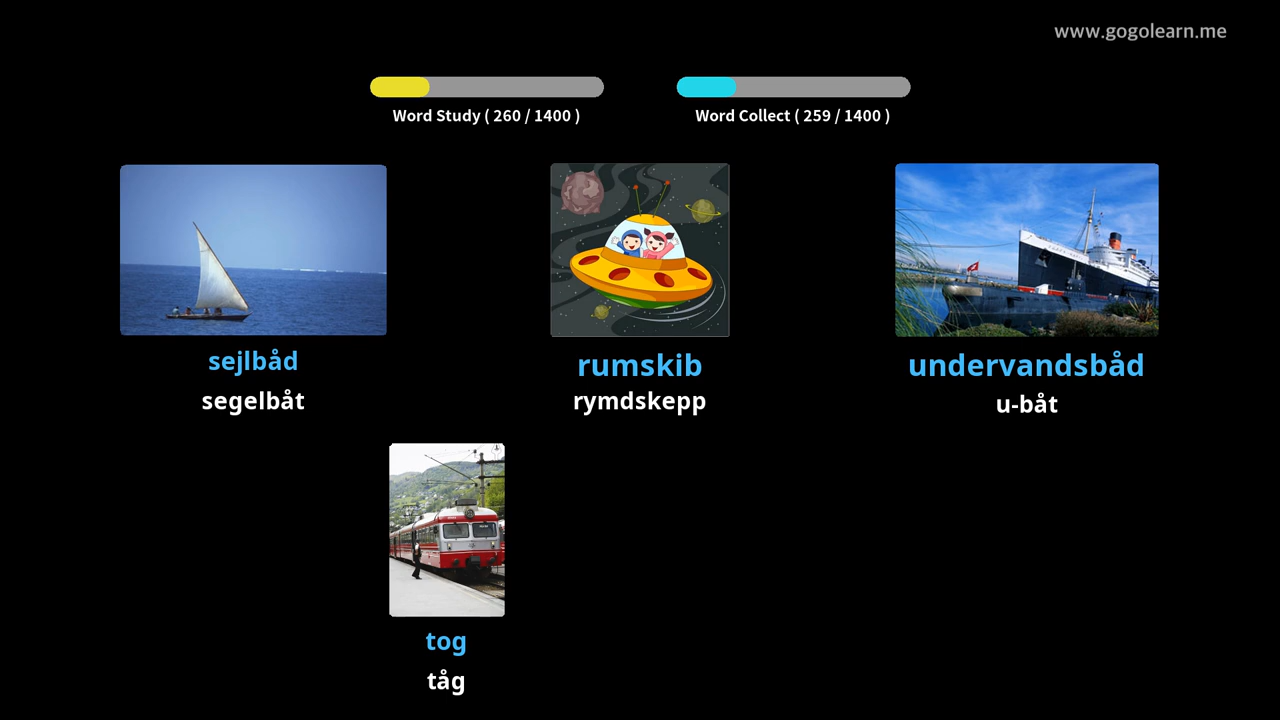 www.gogolearn.me
Word Study ( 260 / 1400 )
Word Collect ( 259 / 1400 )
sejlbåd
segelbåt
rumskib
rymdskepp
undervandsbåd
u-båt
tog
tåg